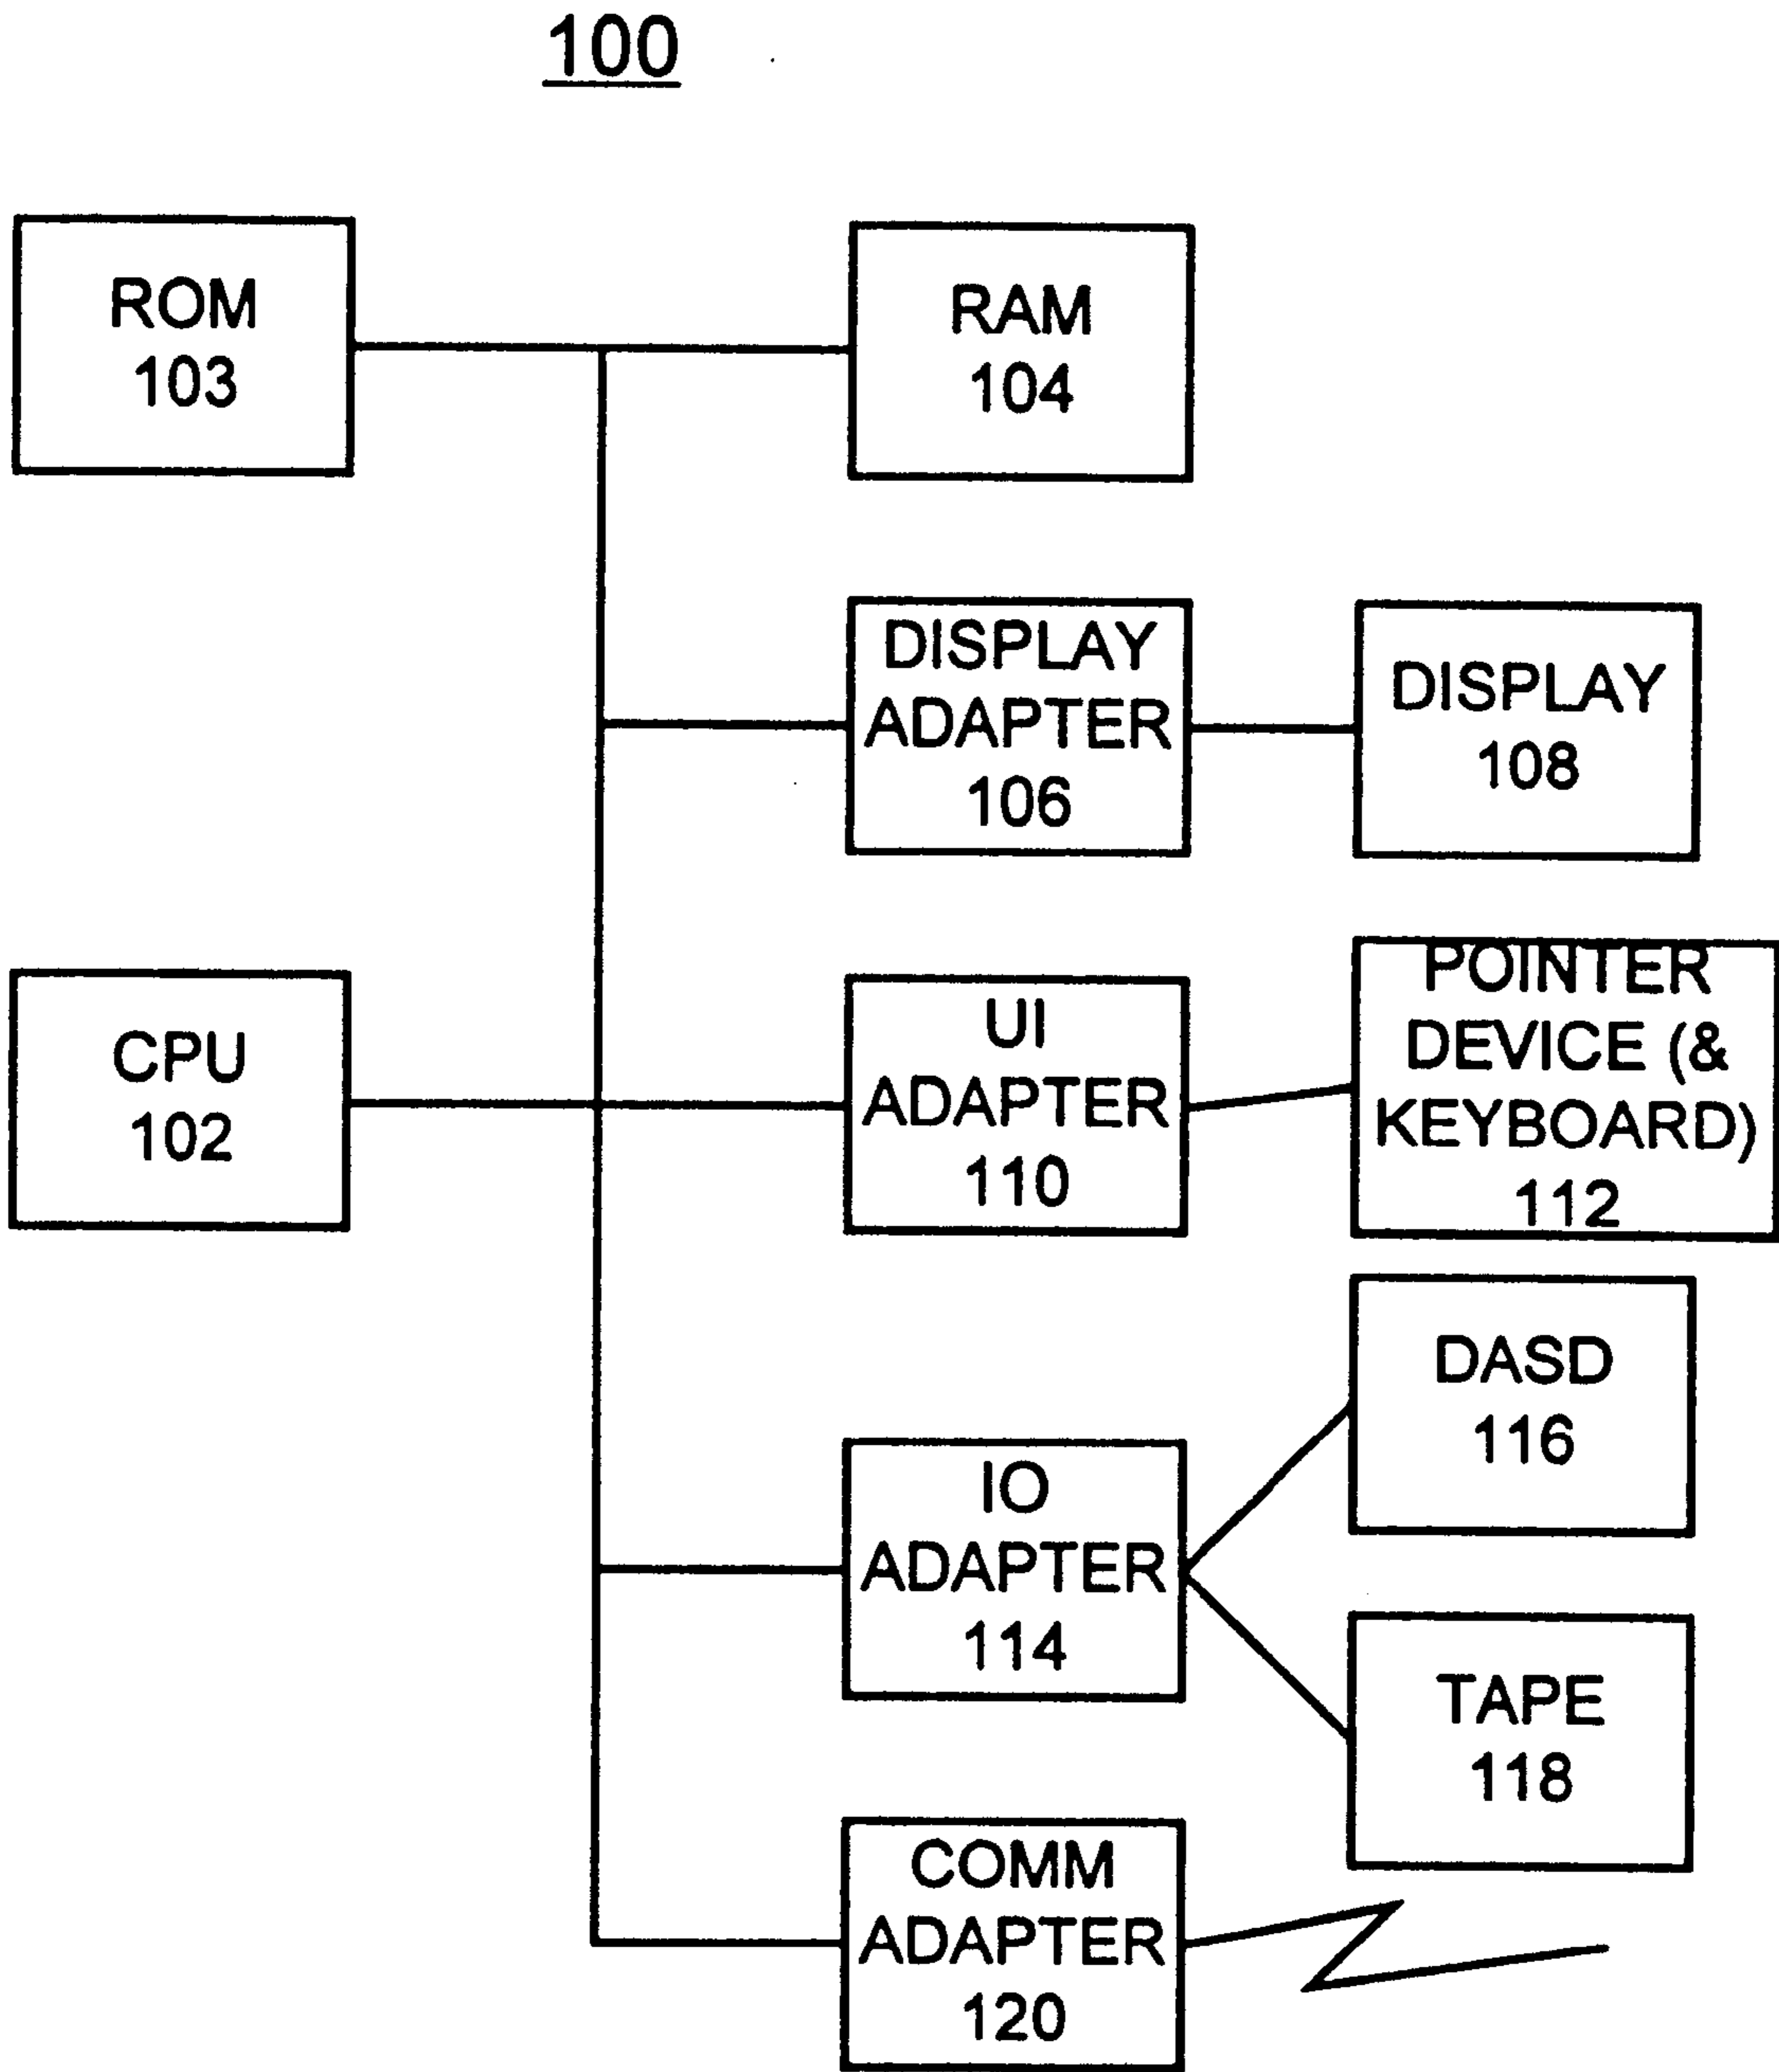 100
ROM
103
RAM
104
DISPLAY
ADAPTER
106
DISPLAY
108
CPU
102
UI
ADAPTER
110
POINTER
DEVICE (&
KEYBOARD)
112
DASD
116
IO
ADAPTER
114
TAPE
118
COMM
ADAPTER
120